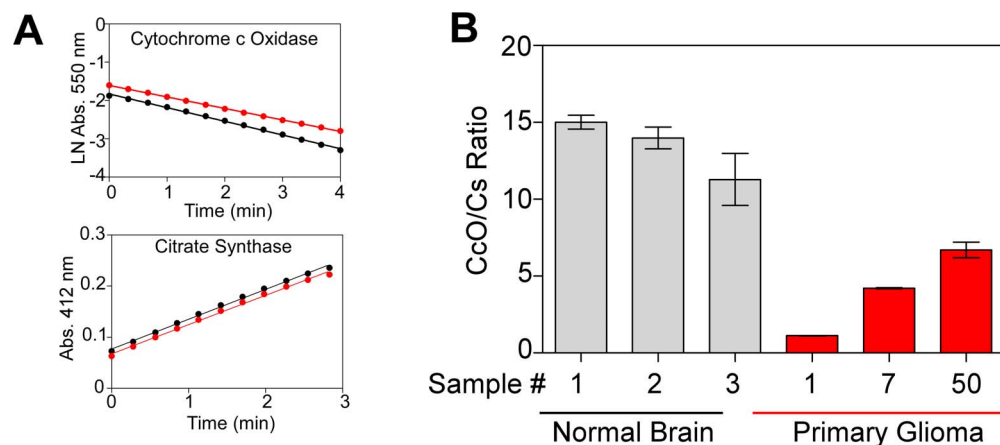 A
Cytochrome c Oxidase
LN Abs. 550 nm
0
-1
-2
-3
-4
0 1 2 3 4
Time (min)
Citrate Synthase
Abs. 412 nm
0.3
0.2
0.1
0
0 1 2 3
Time (min)
B
CcO/Cs Ratio
20
15
10
5
0
Sample # 1 2 3 1 7 50
Normal Brain Primary Glioma